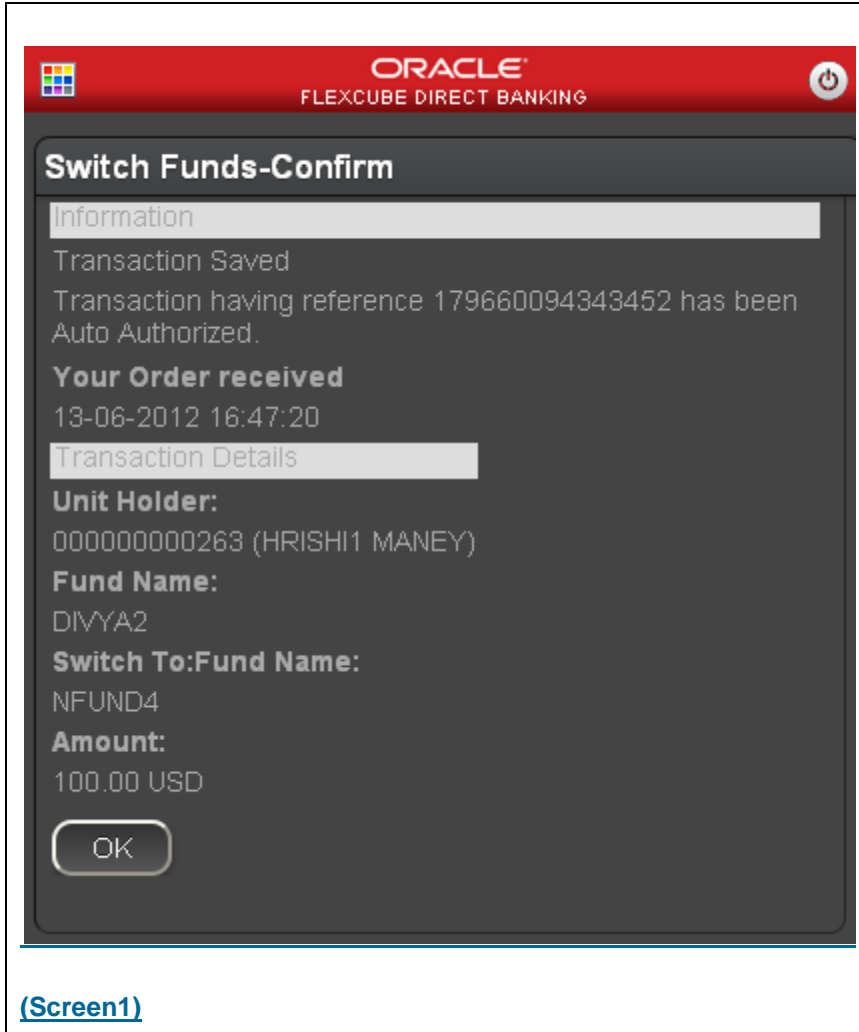 ORACLE
FLEXCUBE DIRECT BANKING
Switch Funds-Confirm
Information
Transaction Saved
Transaction having reference 179660094343452 has been
Auto Authorized.
Your Order received
13-06-2012 16:47:20
Transaction Details
Unit Holder:
000000000263 (HRISHI1 MANEY)
Fund Name:
DIVYA2
Switch To:Fund Name:
NFUND4
Amount:
100.00 USD
OK
(Screen1)